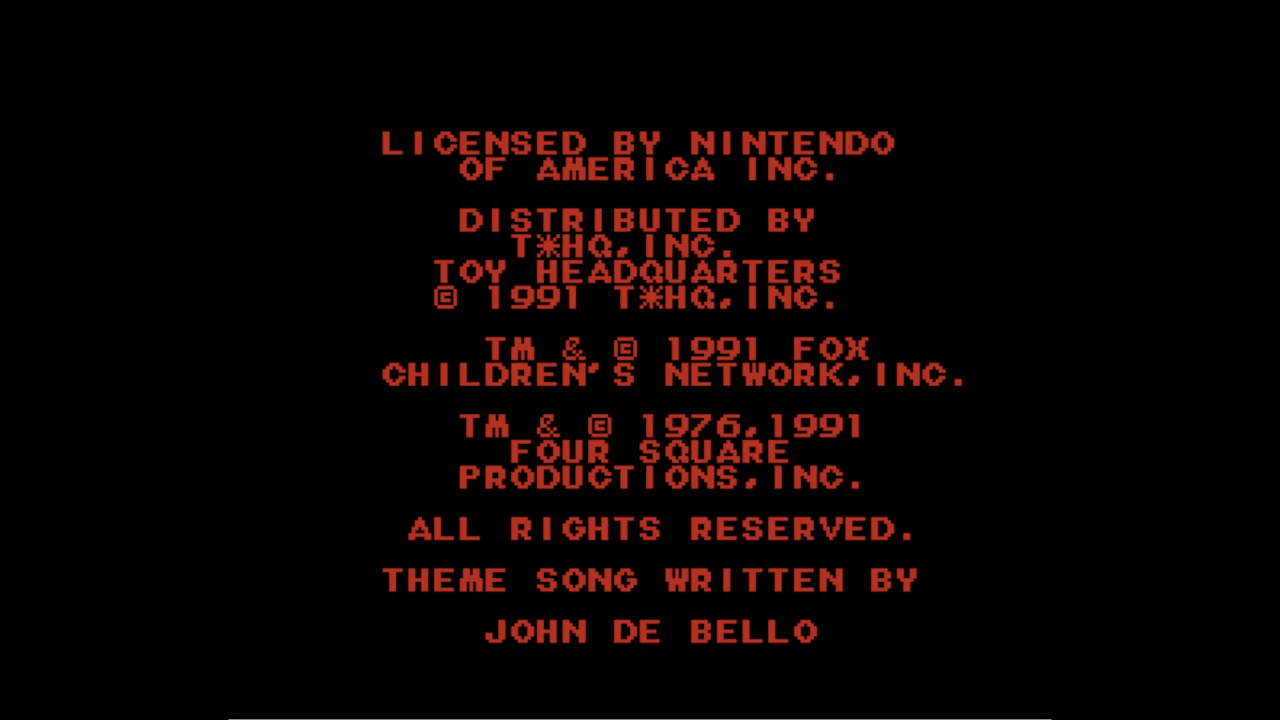 LICENSED BY NINTENDO
OF AMERICA INC.
DISTRIBUTED BY
T*HQ,INC.
TOY HEADQUARTERS
© 1991 T*HQ,INC.
TM & © 1991 FOX
CHILDREN'S NETWORK,INC.
TM & © 1976,1991
FOUR SQUARE
PRODUCTIONS,INC.
ALL RIGHTS RESERVED.
THEME SONG WRITTEN BY
JOHN DE BELLO